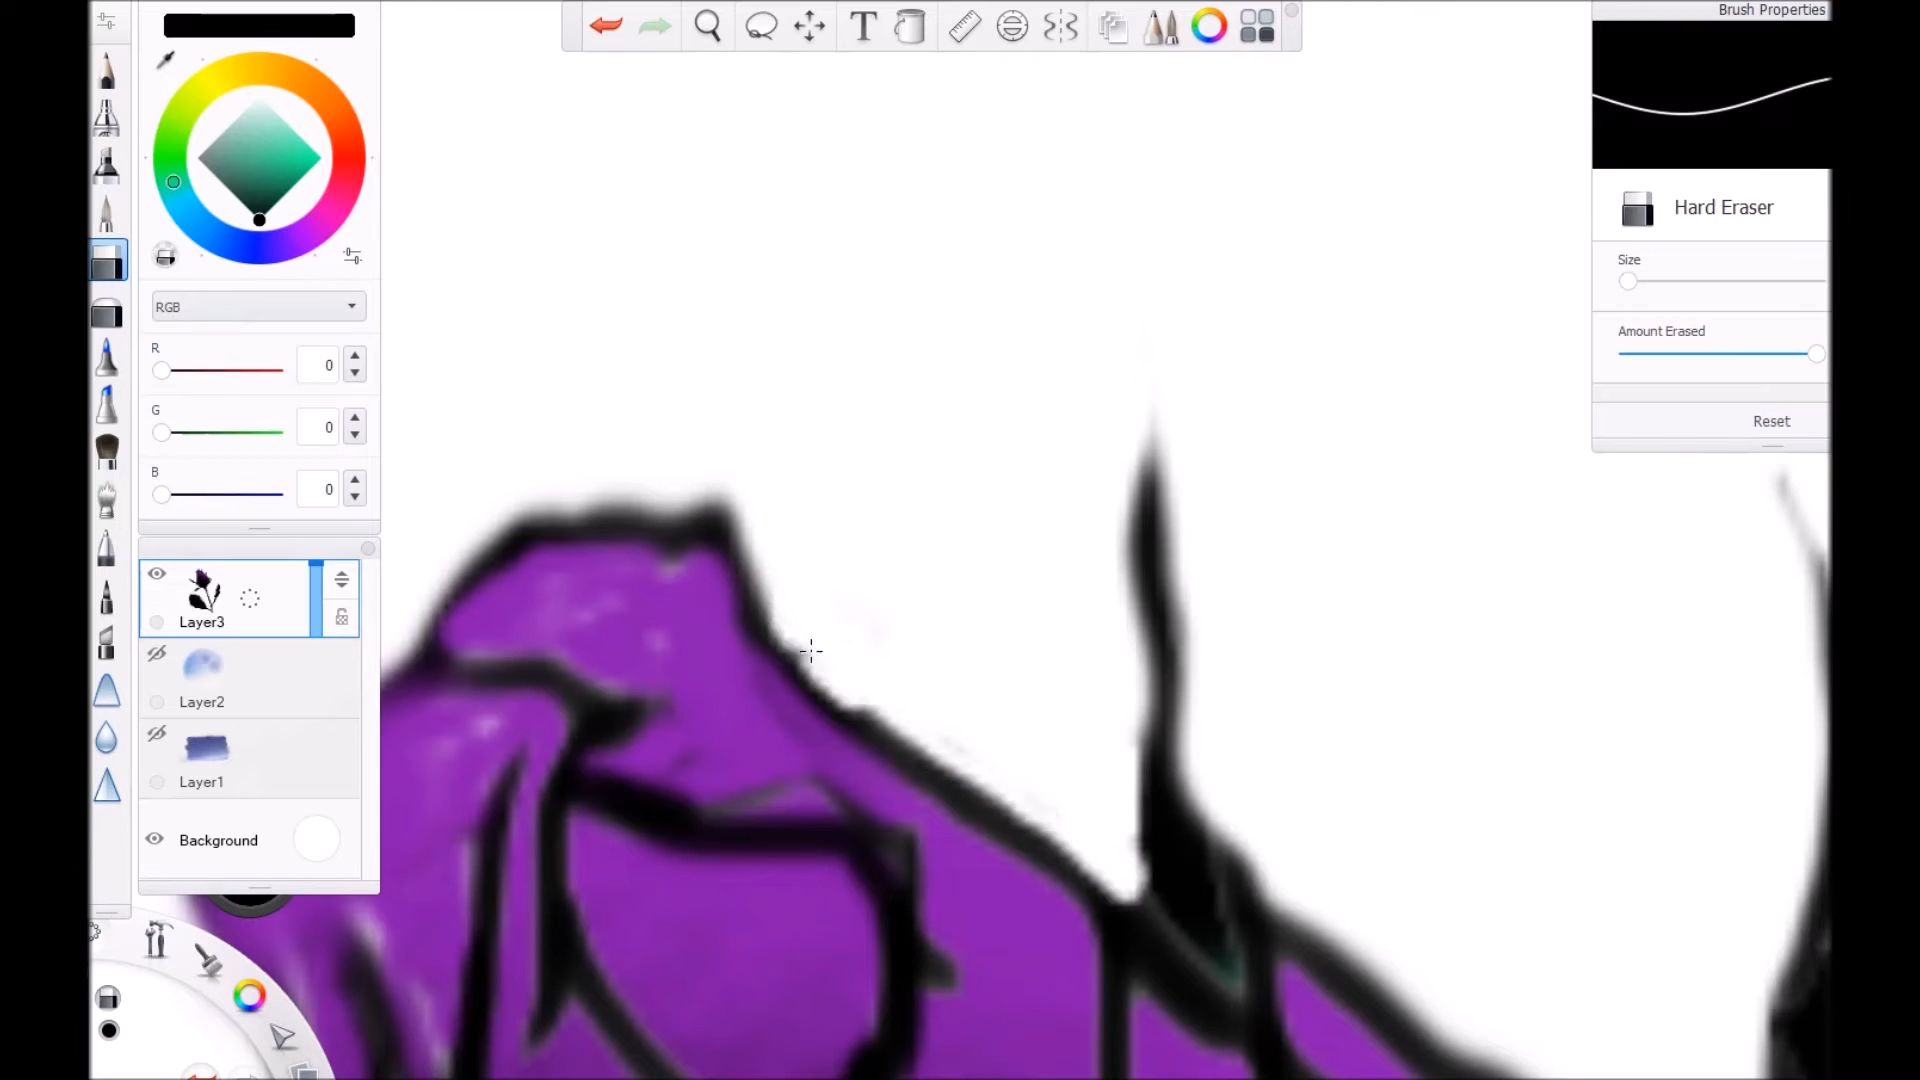 Brush Properties
T
Hard Eraser
Size
RGB
Amount Erased
R
0
G
0
Reset
B
0
Layer3
Layer2
Layer1
Background